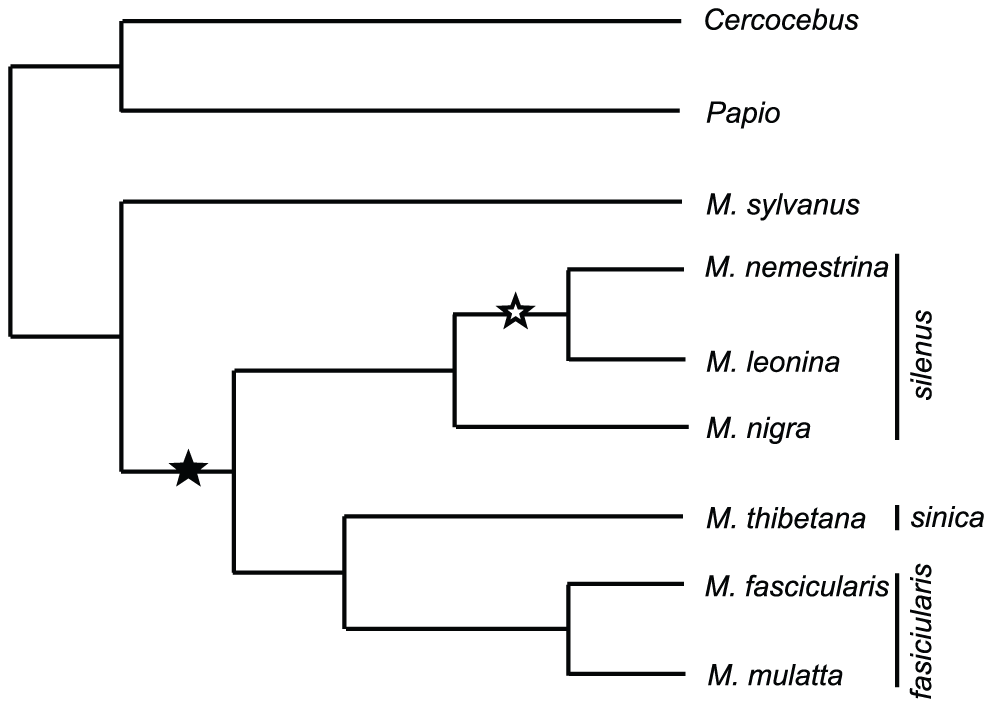 Cercocebus
Papio
M. sylvanus
M. nemestrina
M. leonina
M. nigra
silenus
M. thibetana
sinica
M. fascicularis
M. mulatta
fasiciularis